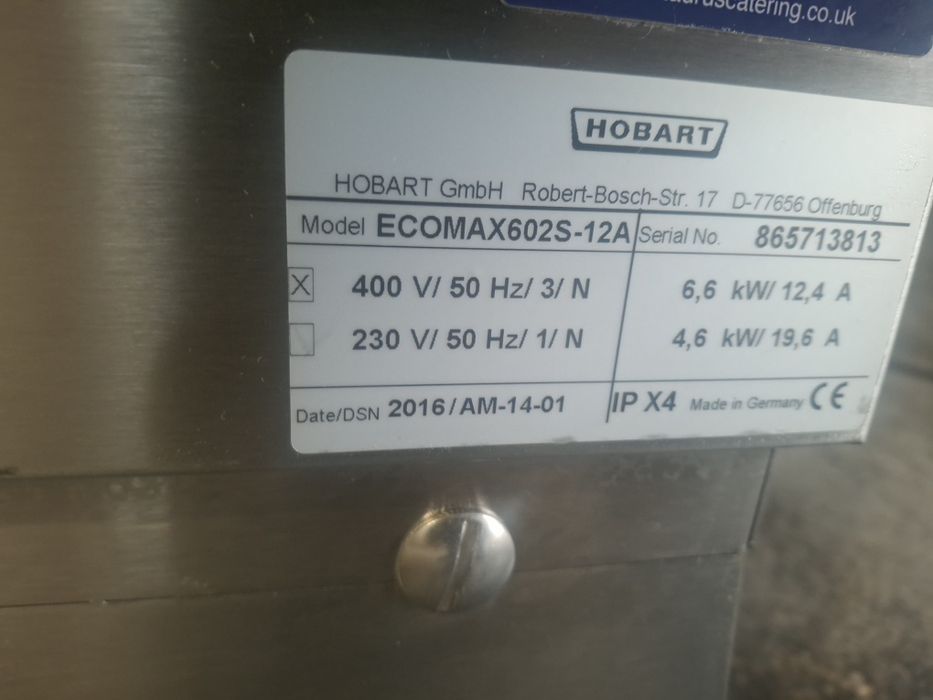 cateringco.uk
HOBART
HOBART GmbH Robert-Bosch-Str. 17 D-77656 Offenburg
Model ECOMAX602S-12A Serial No. 865713813
X 400 V/ 50 Hz/ 3/ N 6,6 kW/ 12,4 A
230 V/ 50 Hz/ 1/ N 4,6 kW/ 19,6 A
Date/DSN 2016/AM-14-01 IP X4 Made in Germany CE